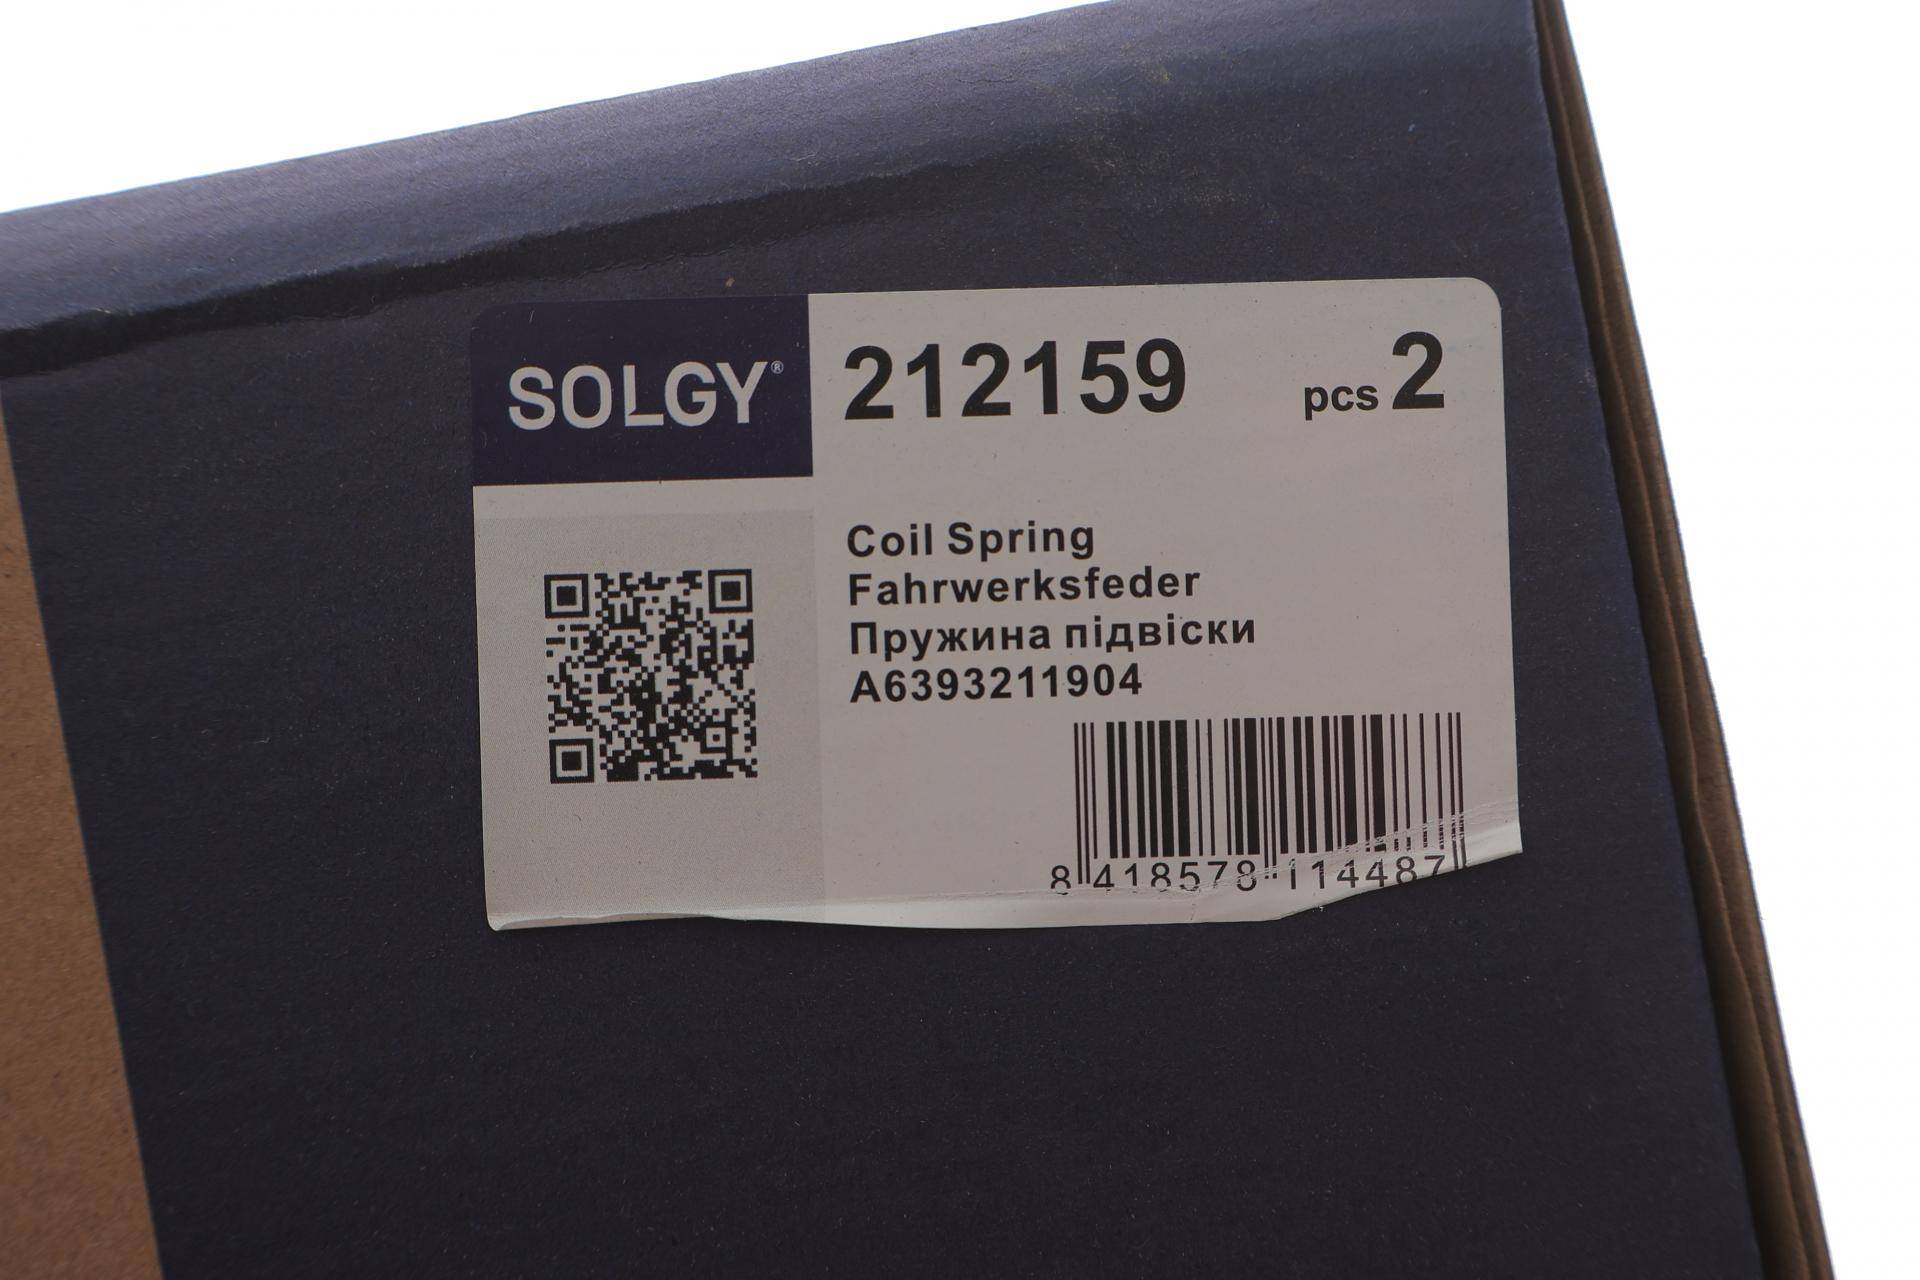 SOLGY®
212159
pcs 2
Coil Spring
Fahrwerksfeder
Пружина підвіски
A6393211904
8 418578 114487